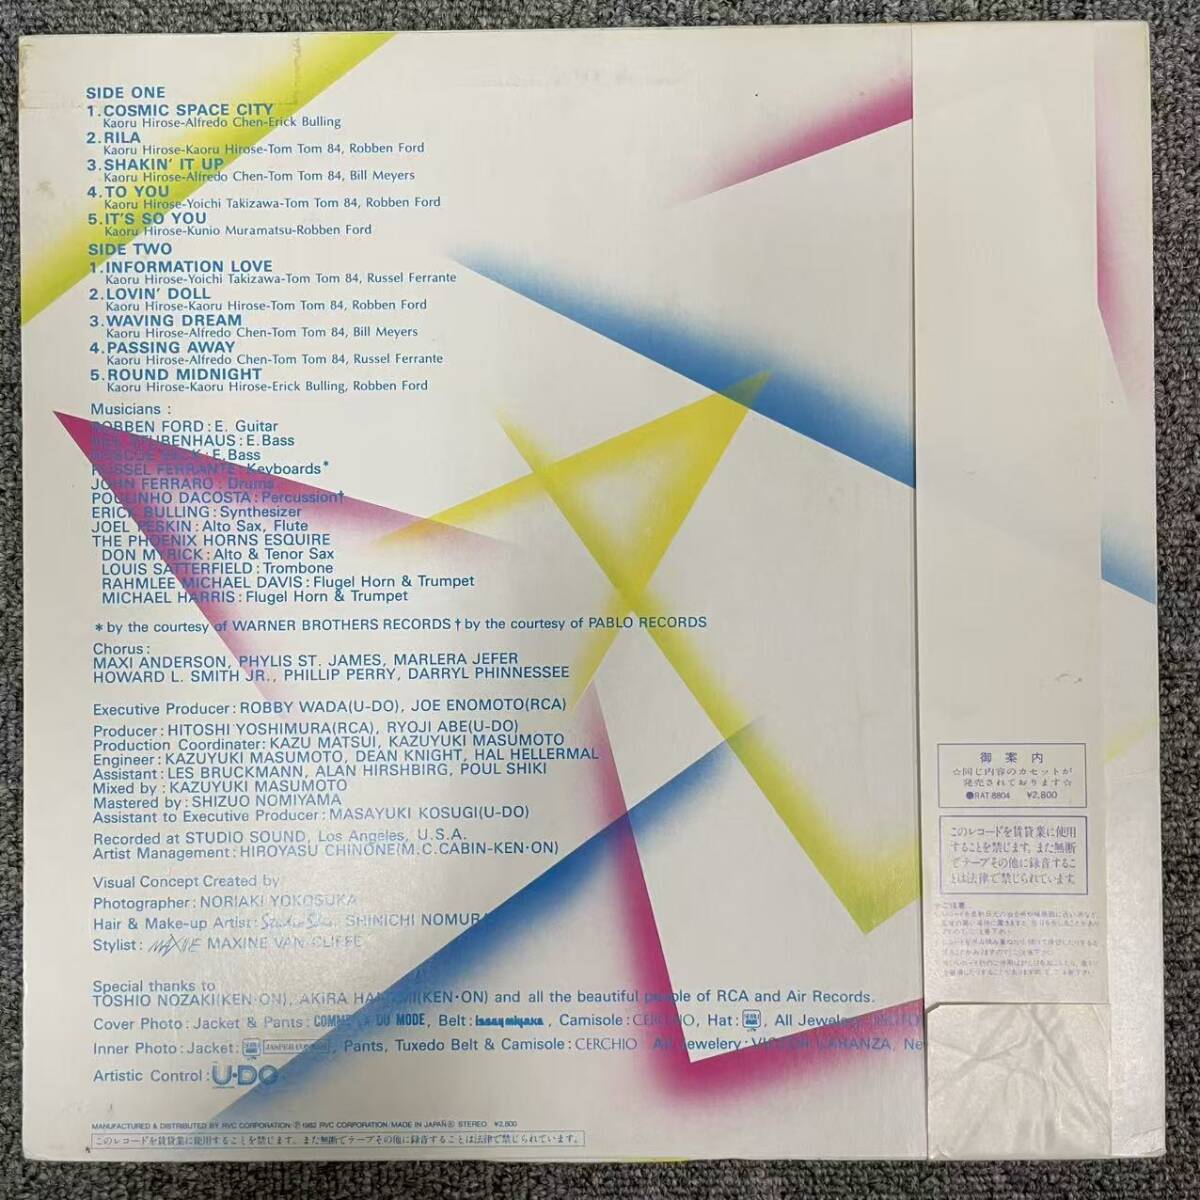 SIDE ONE
1.COSMIC SPACE CITY
Kaoru Hirose-Alfredo Chen-Erick Bulling
2.RILA
Kaoru Hirose-Kaoru Hirose-Tom Tom 84, Robben Ford
3.SHAKIN' IT UP
Kaoru Hirose-Alfredo Chen-Tom Tom 84, Bill Meyers
4.TO YOU
Kaoru Hirose-Yoichi Takizawa-Tom Tom 84, Robben Ford
5.IT'S SO YOU
Kaoru Hirose-Kunio Muramatsu-Robben Ford
SIDE TWO
1.INFORMATION LOVE
Kaoru Hirose-Yoichi Takizawa-Tom Tom 84, Russel Ferrante
2.LOVIN' DOLL
Kaoru Hirose-Kaoru Hirose-Tom Tom 84, Robben Ford
3.WAVING DREAM
Kaoru Hirose-Alfredo Chen-Tom Tom 84, Bill Meyers
4.PASSING AWAY
Kaoru Hirose-Alfredo Chen-Tom Tom 84, Russel Ferrante
5.ROUND MIDNIGHT
Kaoru Hirose-Kaoru Hirose-Erick Bulling, Robben Ford
Musicians :
ROBBEN FORD : E. Guitar
NEIL STUBENHAUS : E.Bass
ROSCOE BECK : E.Bass
RUSSEL FERRANTE : Keyboards*
JOHN FERRARO : Drums
POULINHO DACOSTA : Percussion†
ERICK BULLING : Synthesizer
JOEL PESKIN : Alto Sax, Flute
THE PHOENIX HORNS ESQUIRE
DON MYRICK : Alto & Tenor Sax
LOUIS SATTERFIELD : Trombone
RAHMLEE MICHAEL DAVIS : Flugel Horn & Trumpet
MICHAEL HARRIS : Flugel Horn & Trumpet
* by the courtesy of WARNER BROTHERS RECORDS † by the courtesy of PABLO RECORDS
Chorus :
MAXI ANDERSON, PHYLIS ST. JAMES, MARLERA JEFER
HOWARD L. SMITH JR., PHILLIP PERRY, DARRYL PHINNESSEE
Executive Producer : ROBBY WADA(U-DO), JOE ENOMOTO(RCA)
Producer : HITOSHI YOSHIMURA(RCA), RYOJI ABE(U-DO)
Production Coordinater : KAZU MATSUI, KAZUYUKI MASUMOTO
Engineer : KAZUYUKI MASUMOTO, DEAN KNIGHT, HAL HELLERMAL
Assistant : LES BRUCKMANN, ALAN HIRSHBIRG, POUL SHIKI
Mixed by : KAZUYUKI MASUMOTO
Mastered by : SHIZUO NOMIYAMA
Assistant to Executive Producer : MASAYUKI KOSUGI(U-DO)
Recorded at STUDIO SOUND, Los Angeles, U.S.A.
Artist Management : HIROYASU CHINONE(M.C.CABIN-KEN·ON)
Visual Concept Created by
Photographer : NORIAKI YOKOSUKA
Hair & Make-up Artist : SHINICHI NOMURA
Stylist : MAXINE MAXINE VAN-CLIFFE
Special thanks to
TOSHIO NOZAKI(KEN·ON), AKIRA (KEN·ON) and all the beautiful people of RCA and Air Records.
Cover Photo : Jacket & Pants : COMME ÇA DU MODE, Belt : issey miyake, Camisole : CERCHIO, Hat : , All Jewelery :
Inner Photo : Jacket : , Pants, Tuxedo Belt & Camisole : CERCHIO All Jewelery : VICTOR CARANZA, Ne
Artistic Control : U·DO
MANUFACTURED & DISTRIBUTED BY RVC CORPORATION ℗1982 RVC CORPORATION/MADE IN JAPAN STEREO ¥2,800
このレコードを賃貸業に使用することを禁じます。また無断でテープその他に録音することは法律で禁じられています。
御案内
☆同じ内容のカセットが
発売されております☆
●RAT-8804 ¥2,800
このレコードを賃貸業に使用
することを禁じます。また無断
でテープその他に録音するこ
とは法律で禁じられています。
ご注意